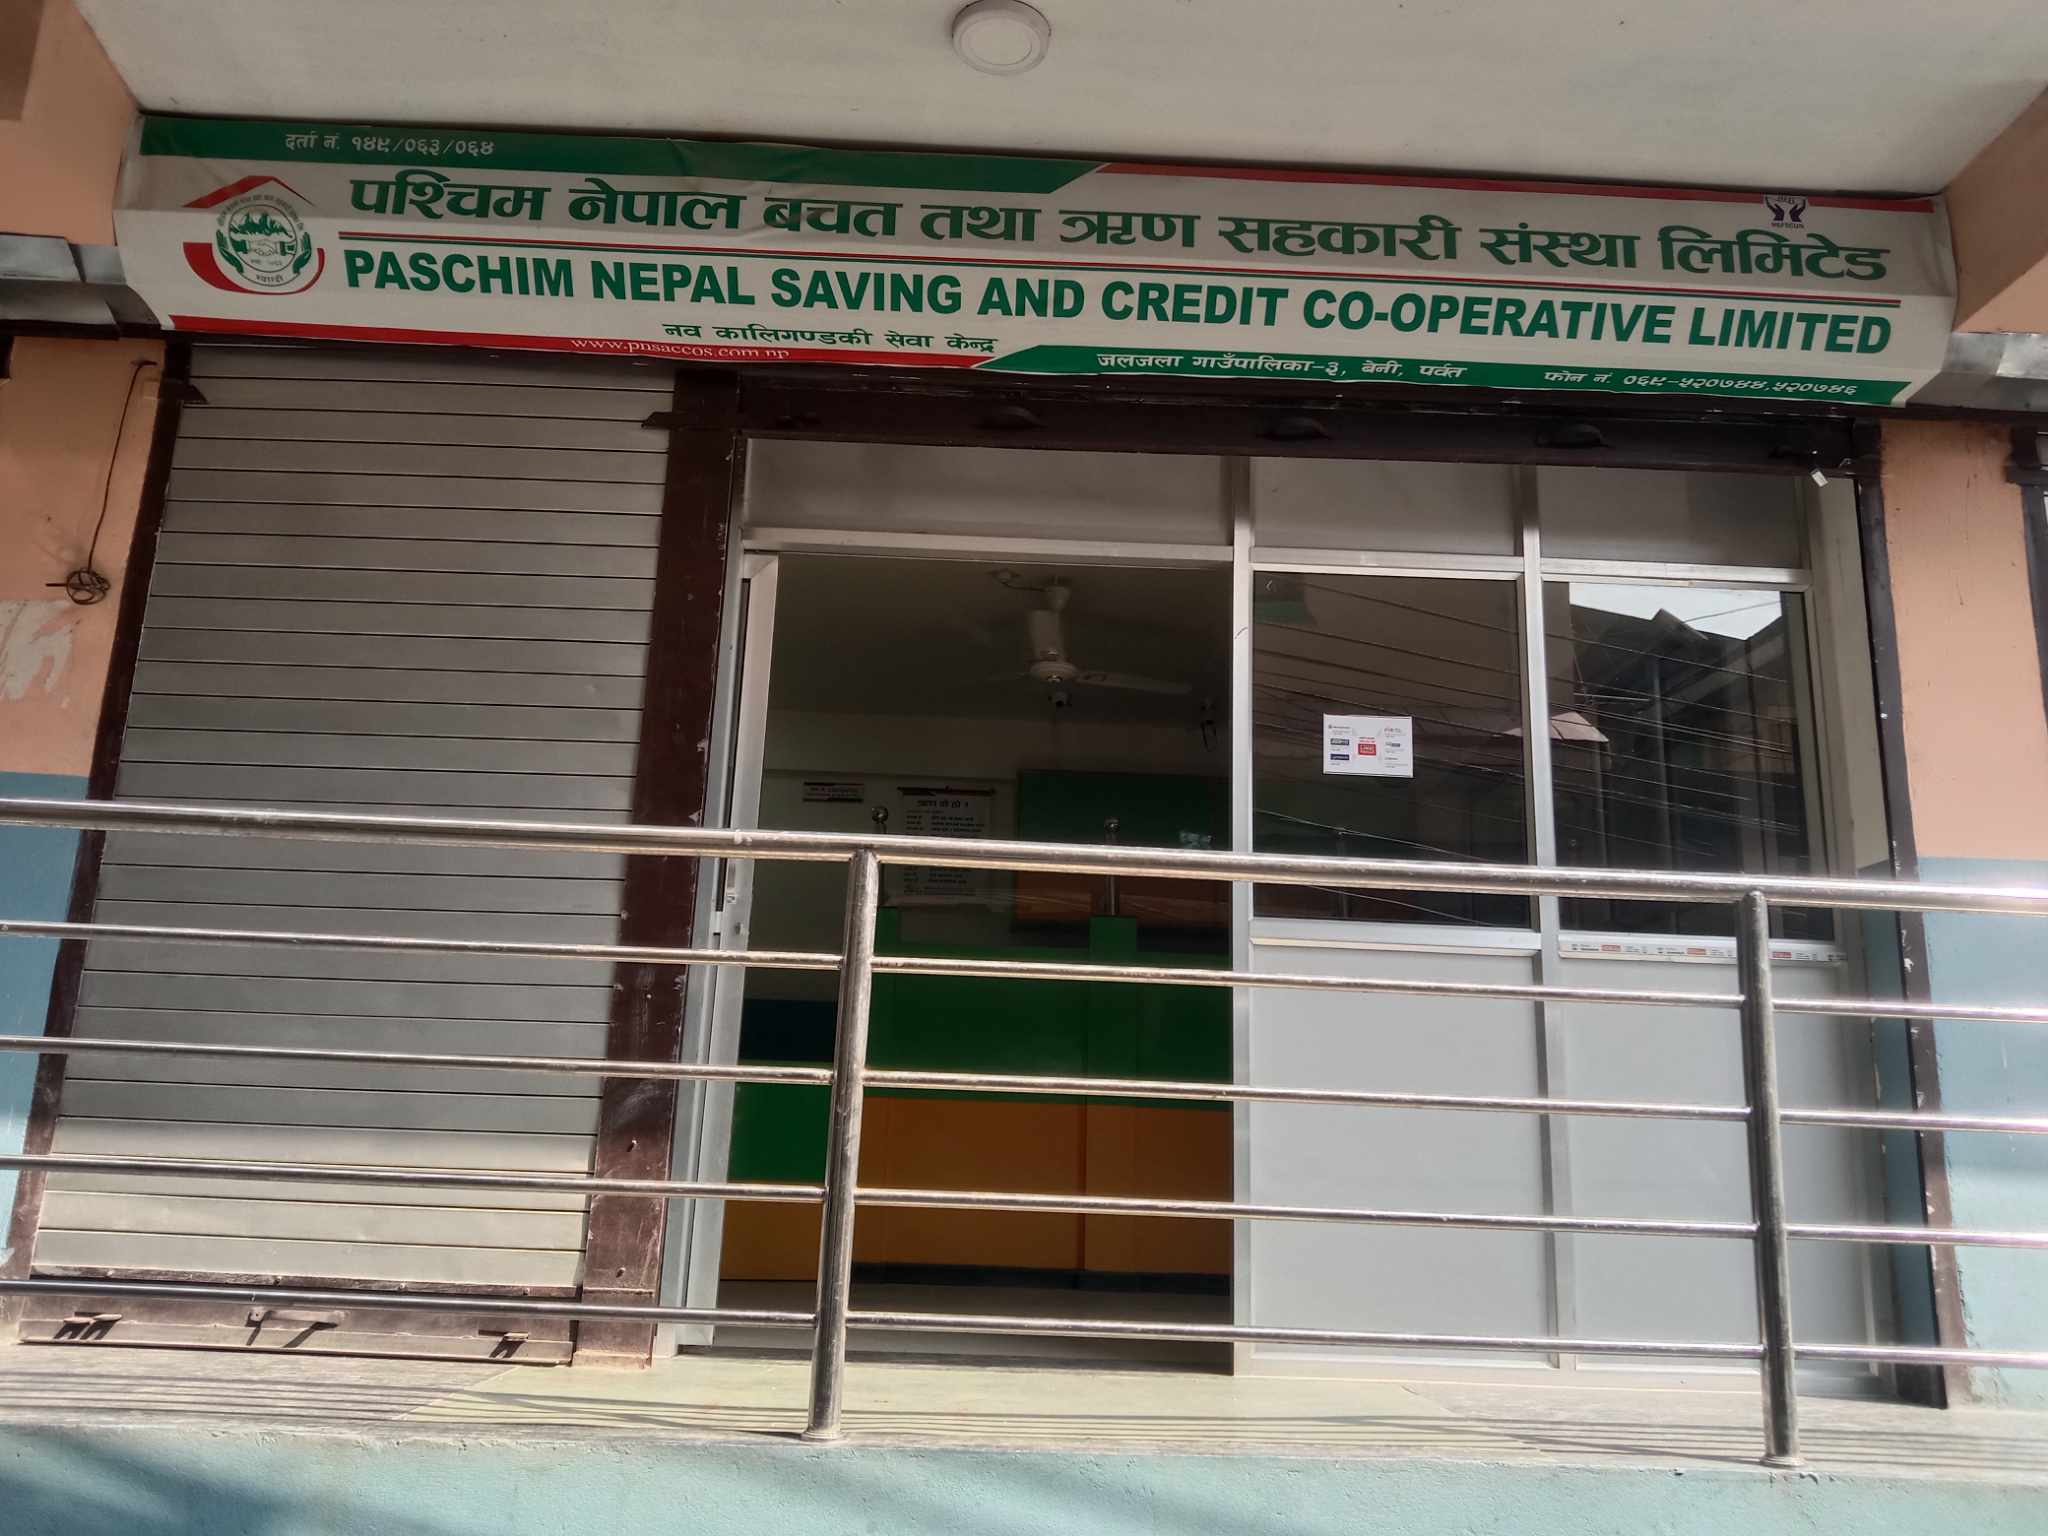 दर्ता नं. १४९/०६३/०६४
पश्चिम नेपाल बचत तथा ऋण सहकारी संस्था लिमिटेड
PASCHIM NEPAL SAVING AND CREDIT CO-OPERATIVE LIMITED
नव कालिगण्डकी सेवा केन्द्र
www.pnsaccos.com.np
जलजला गाउँपालिका-३, बेनी, पर्वत
फोन नं. ०६९-५२०७४४,५२०७४६
NEFSCUN
म्याग्दी